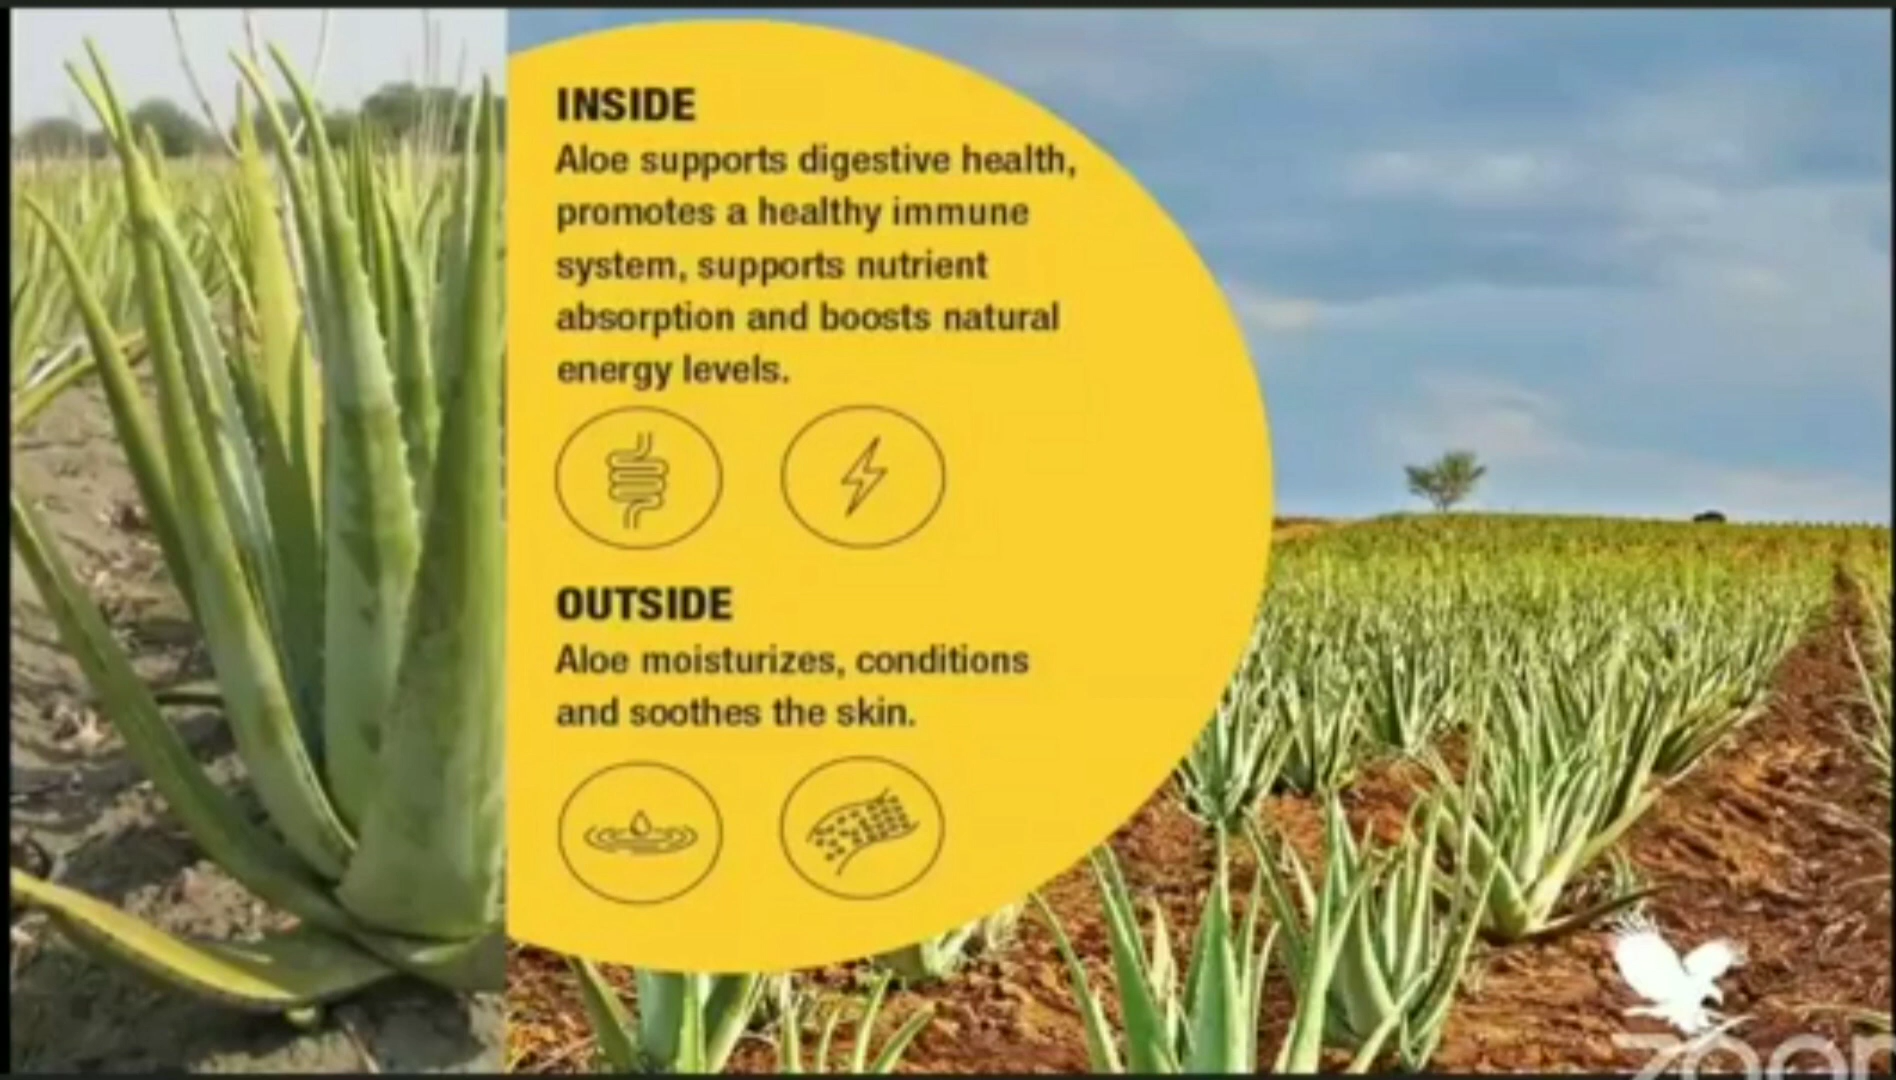 INSIDE
Aloe supports digestive health,
promotes a healthy immune
system, supports nutrient
absorption and boosts natural
energy levels.
OUTSIDE
Aloe moisturizes, conditions
and soothes the skin.
zoom